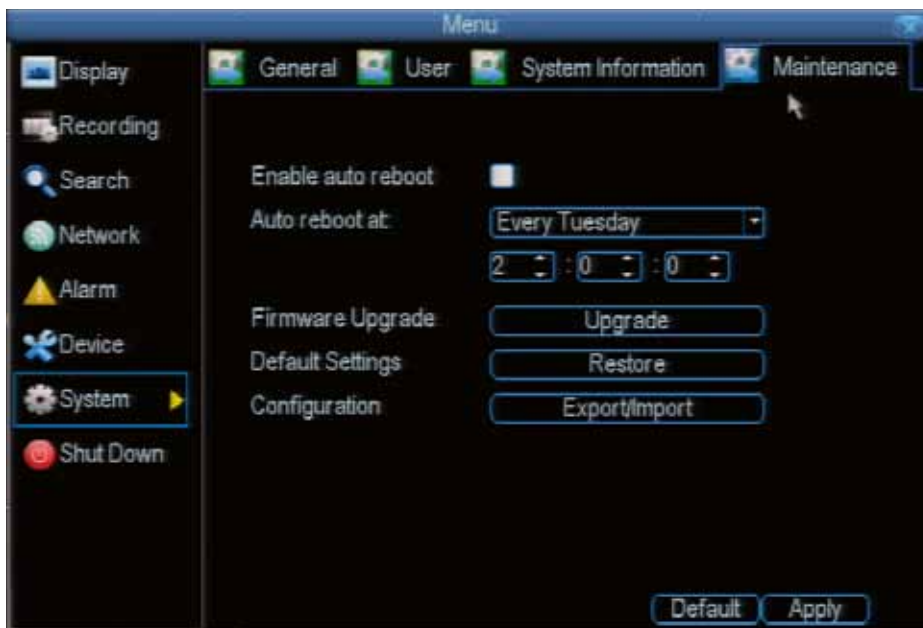 Menu
Display
Recording
Search
Network
Alarm
Device
System
Shut Down
General User System Information Maintenance
Enable auto reboot
Auto reboot at: Every Tuesday
2 : 0 : 0
Firmware Upgrade Upgrade
Default Settings Restore
Configuration Export/Import
Default Apply